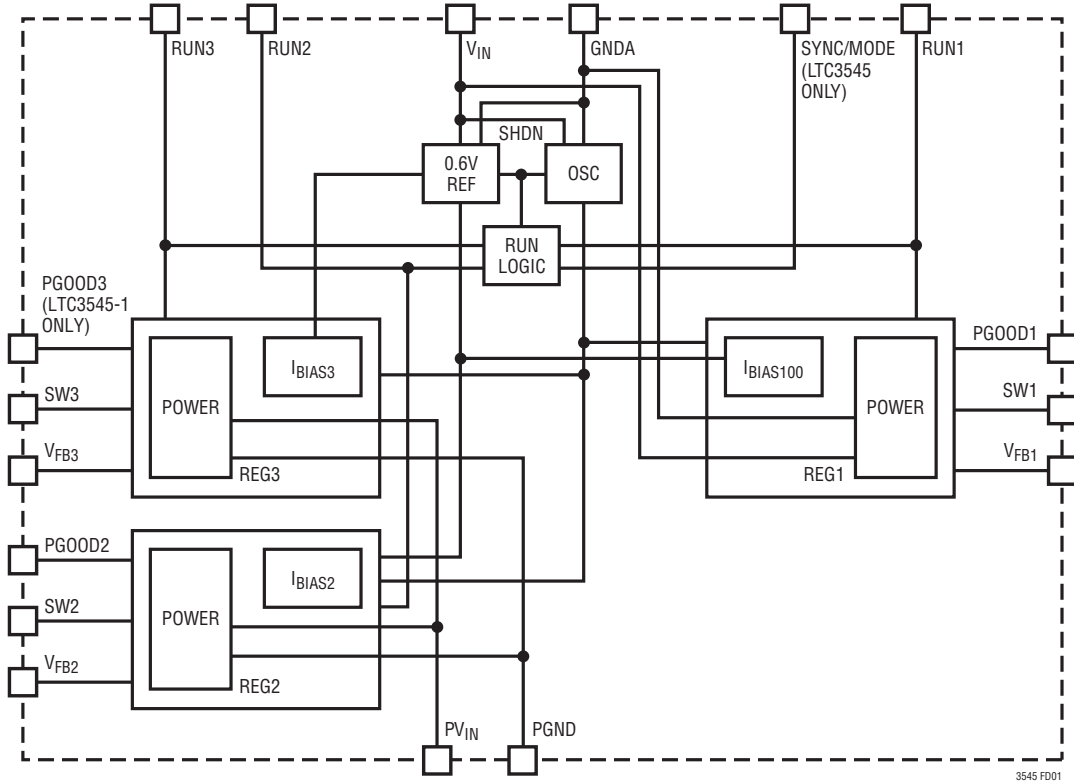 RUN3
RUN2
VIN
GNDA
SYNC/MODE
(LTC3545
ONLY)
RUN1
SHDN
0.6V
REF
OSC
RUN
LOGIC
PGOOD3
(LTC3545-1
ONLY)
SW3
VFB3
POWER
IBIAS3
REG3
IBIAS100
POWER
REG1
PGOOD1
SW1
VFB1
PGOOD2
SW2
VFB2
POWER
IBIAS2
REG2
PVIN
PGND
3545 FD01